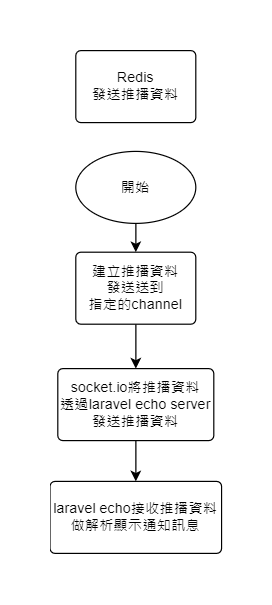 Redis
發送推播資料
開始
建立推播資料
發送送到
指定的channel
socket.io將推播資料
透過laravel echo server
發送推播資料
laravel echo接收推播資料
做解析顯示通知訊息